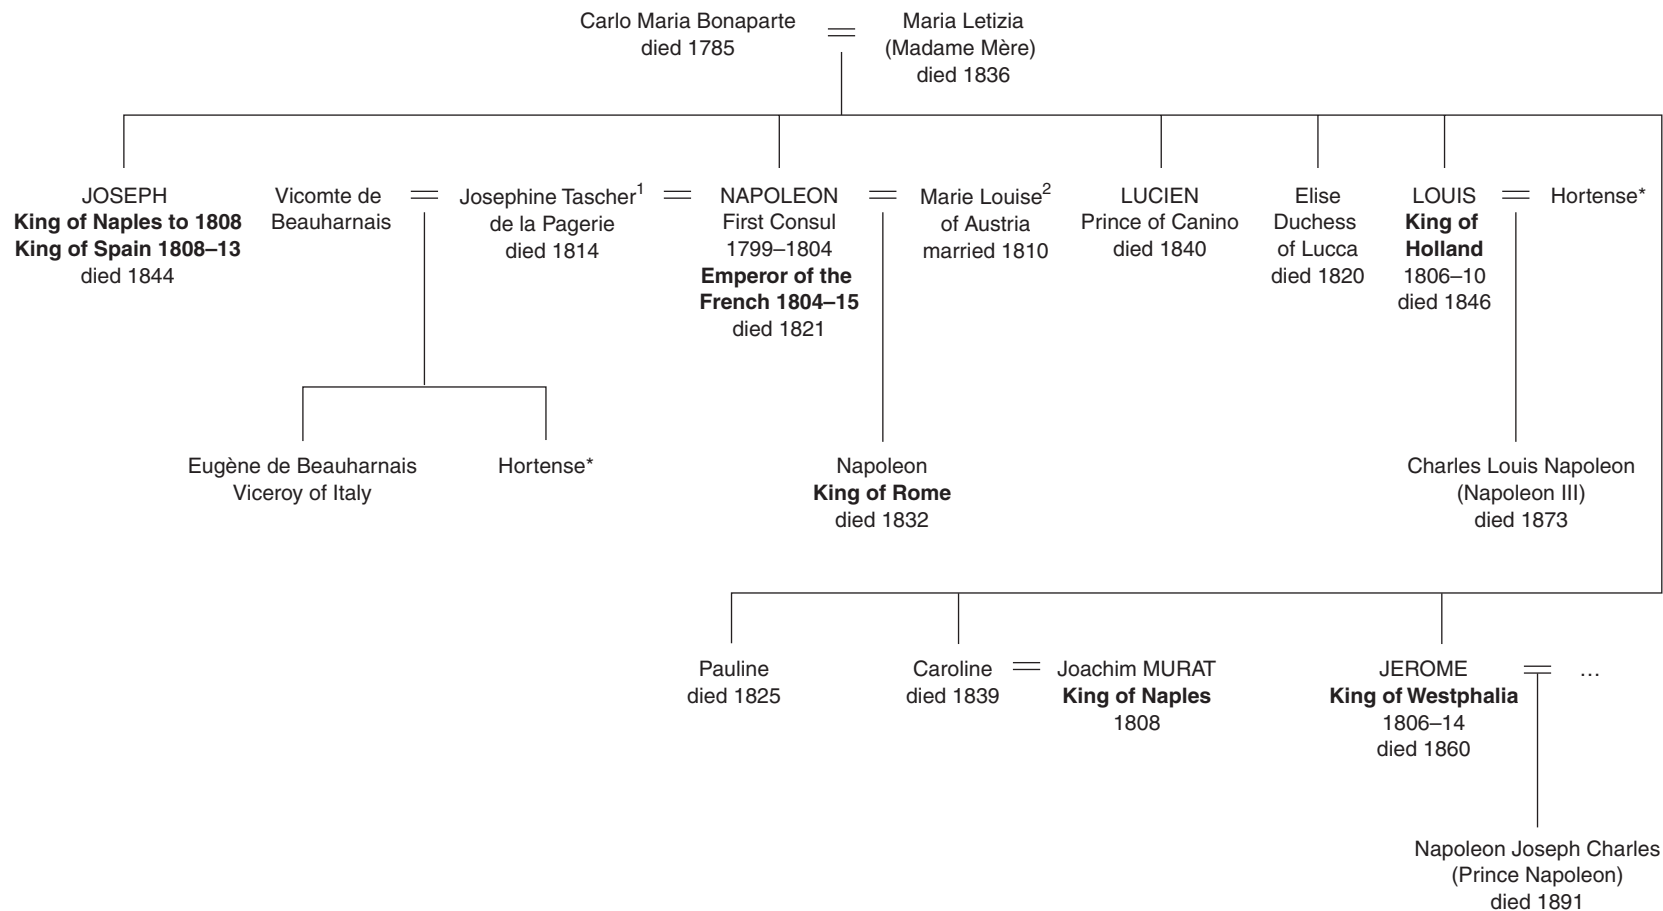 Carlo Maria Bonaparte
died 1785
Maria Letizia
(Madame Mère)
died 1836
JOSEPH
King of Naples to 1808
King of Spain 1808–13
died 1844
Vicomte de
Beauharnais
Josephine Tascher¹
de la Pagerie
died 1814
NAPOLEON
First Consul
1799–1804
Emperor of the
French 1804–15
died 1821
Marie Louise²
of Austria
married 1810
LUCIEN
Prince of Canino
died 1840
Elise
Duchess
of Lucca
died 1820
LOUIS
King of
Holland
1806–10
died 1846
Hortense*
Eugène de Beauharnais
Viceroy of Italy
Hortense*
Napoleon
King of Rome
died 1832
Charles Louis Napoleon
(Napoleon III)
died 1873
Pauline
died 1825
Caroline
died 1839
Joachim MURAT
King of Naples
1808
JEROME
King of Westphalia
1806–14
died 1860
...
Napoleon Joseph Charles
(Prince Napoleon)
died 1891